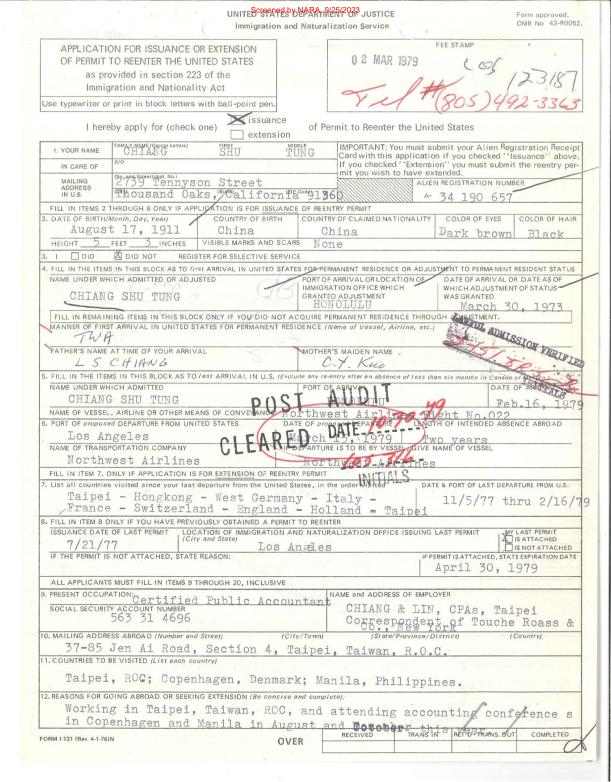 Screened by NARA, 9/25/2023
UNITED STATES DEPARTMENT OF JUSTICE
Immigration and Naturalization Service
Form approved.
OMB No 43-R0052.
APPLICATION FOR ISSUANCE OR EXTENSION
OF PERMIT TO REENTER THE UNITED STATES
as provided in section 223 of the
Immigration and Nationality Act
Use typewriter or print in block letters with ball-point pen.
FEE STAMP
02 MAR 1979
Los 123187
Tel #(805)492-3363
I hereby apply for (check one) X issuance of Permit to Reenter the United States
extension
1. YOUR NAME FAMILY NAME (Capital Letters) FIRST MIDDLE
CHIANG SHU TUNG
IN CARE OF C/O
IMPORTANT: You must submit your Alien Registration Receipt
Card with this application if you checked "Issuance" above.
If you checked "Extension" you must submit the reentry per-
mit you wish to have extended.
MAILING ADDRESS IN U.S.
2739 Tennyson Street
Thousand Oaks, California 91360
ALIEN REGISTRATION NUMBER
A- 34 190 657
FILL IN ITEMS 2 THROUGH 6 ONLY IF APPLICATION IS FOR ISSUANCE OF REENTRY PERMIT
2. DATE OF BIRTH (Month, Day, Year) COUNTRY OF BIRTH COUNTRY OF CLAIMED NATIONALITY COLOR OF EYES COLOR OF HAIR
August 17, 1911 China China Dark brown Black
HEIGHT 5 FEET 3 INCHES VISIBLE MARKS AND SCARS None
3. I DID X DID NOT REGISTER FOR SELECTIVE SERVICE
4. FILL IN THE ITEMS IN THIS BLOCK AS TO first ARRIVAL IN UNITED STATES FOR PERMANENT RESIDENCE OR ADJUSTMENT TO PERMANENT RESIDENT STATUS
NAME UNDER WHICH ADMITTED OR ADJUSTED
CHIANG SHU TUNG
PORT OF ARRIVAL OR LOCATION OF
IMMIGRATION OFFICE WHICH
GRANTED ADJUSTMENT
HONOLULU
DATE OF ARRIVAL OR DATE AS OF
WHICH ADJUSTMENT OF STATUS
WAS GRANTED
March 30, 1973
FILL IN REMAINING ITEMS IN THIS BLOCK ONLY IF YOU DID NOT ACQUIRE PERMANENT RESIDENCE THROUGH ADJUSTMENT.
MANNER OF FIRST ARRIVAL IN UNITED STATES FOR PERMANENT RESIDENCE (Name of Vessel, Airline, etc.)
TWA
LAWFUL ADMISSION VERIFIED
INITIALS
FATHER'S NAME AT TIME OF YOUR ARRIVAL
L S CHIANG
MOTHER'S MAIDEN NAME
C.Y. Kuo
5. FILL IN THE ITEMS IN THIS BLOCK AS TO last ARRIVAL IN U.S. (Exclude any re-entry after an absence of less than six months in Canada or
NAME UNDER WHICH ADMITTED PORT OF ARRIVAL DATE OF
CHIANG SHU TUNG Feb.16, 1979
POST AUDIT
CLEARED DATE
INITIALS
NAME OF VESSEL, AIRLINE OR OTHER MEANS OF CONVEYANCE Northwest Airlines Flight No.022
6. PORT OF proposed DEPARTURE FROM UNITED STATES DATE OF proposed DEPARTURE LENGTH OF INTENDED ABSENCE ABROAD
Los Angeles March 15, 1979 Two years
NAME OF TRANSPORTATION COMPANY IF DEPARTURE IS TO BE BY VESSEL, GIVE NAME OF VESSEL
Northwest Airlines Northwest Airlines
FILL IN ITEM 7, ONLY IF APPLICATION IS FOR EXTENSION OF REENTRY PERMIT
7. List all countries visited since your last departure from the United States, in the order visited. DATE & PORT OF LAST DEPARTURE FROM U.S.
Taipei - Hongkong - West Germany - Italy -
France - Switzerland - England - Holland - Taipei
11/5/77 thru 2/16/79
8. FILL IN ITEM 8 ONLY IF YOU HAVE PREVIOUSLY OBTAINED A PERMIT TO REENTER
ISSUANCE DATE OF LAST PERMIT LOCATION OF IMMIGRATION AND NATURALIZATION OFFICE ISSUING LAST PERMIT
(City and State)
7/21/77 Los Angeles
MY LAST PERMIT
X IS ATTACHED
IS NOT ATTACHED
IF THE PERMIT IS NOT ATTACHED, STATE REASON:
IF PERMIT IS ATTACHED, STATE EXPIRATION DATE
April 30, 1979
ALL APPLICANTS MUST FILL IN ITEMS 9 THROUGH 20, INCLUSIVE
9. PRESENT OCCUPATION: Certified Public Accountant
SOCIAL SECURITY ACCOUNT NUMBER
563 31 4696
NAME and ADDRESS OF EMPLOYER
CHIANG & LIN, CPAs, Taipei
Correspondent of Touche Roass &
Co., New York
10. MAILING ADDRESS ABROAD (Number and Street) (City/Town) (State/Province/District) (Country)
37-85 Jen Ai Road, Section 4, Taipei, Taiwan, R.O.C.
11. COUNTRIES TO BE VISITED (List each country)
Taipei, ROC; Copenhagen, Denmark; Manila, Philippines.
12. REASONS FOR GOING ABROAD OR SEEKING EXTENSION (Be concise and complete):
Working in Taipei, Taiwan, ROC, and attending accounting conference s
in Copenhagen and Manila in August and October this year.
FORM I-131 (Rev. 4-1-76)N
OVER
RECEIVED TRANS IN RET'D-TRANS. OUT COMPLETED